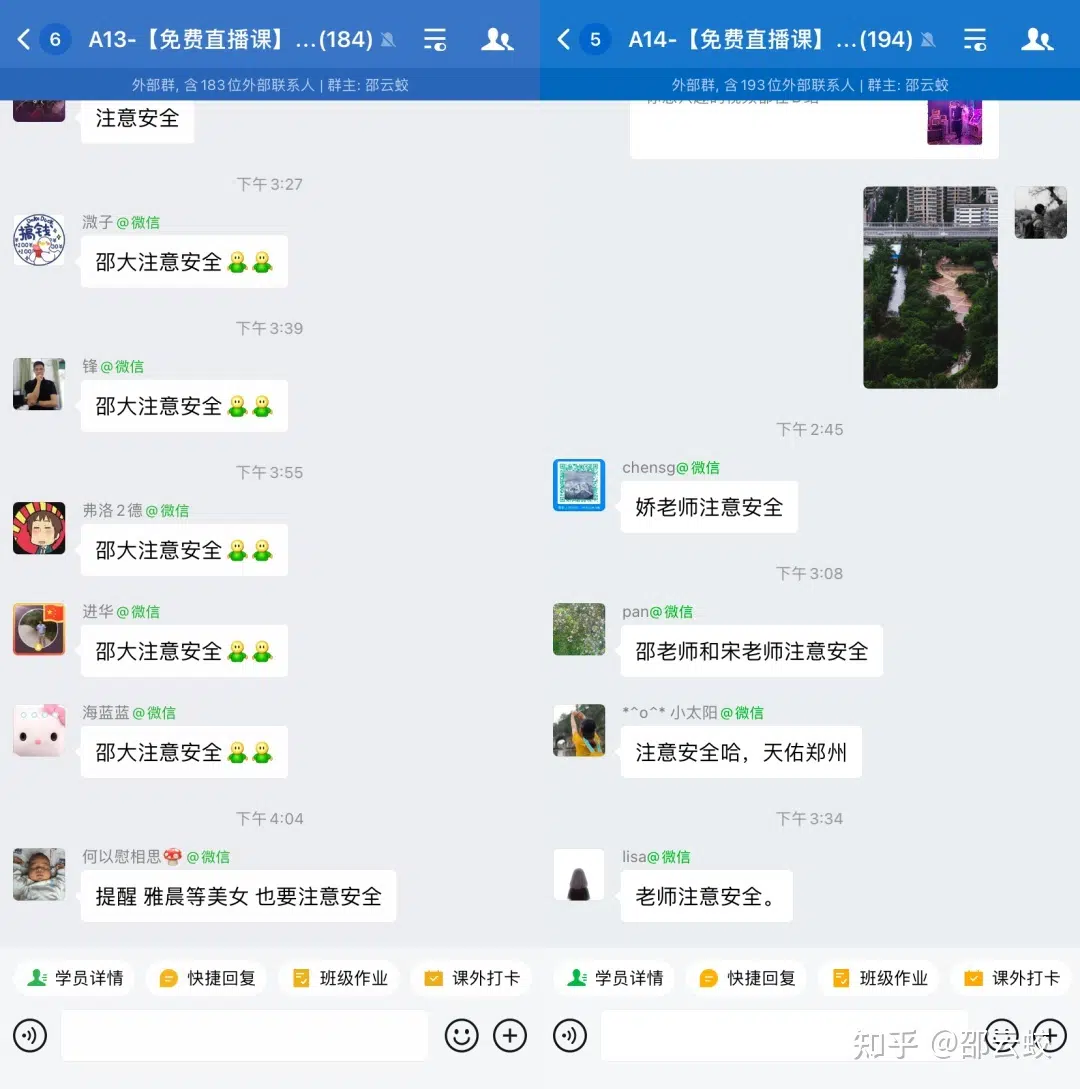 6
A13-【免费直播课】...(184)
外部群, 含183位外部联系人 | 群主: 邵云蛟
注意安全
下午 3:27
溦子@微信
搞钱
邵大注意安全
下午 3:39
锋@微信
邵大注意安全
下午 3:55
弗洛2德@微信
邵大注意安全
进华@微信
邵大注意安全
海蓝蓝@微信
邵大注意安全
下午 4:04
何以慰相思🍄@微信
提醒 雅晨等美女 也要注意安全
学员详情 快捷回复 班级作业 课外打卡
5
A14-【免费直播课】...(194)
外部群, 含193位外部联系人 | 群主: 邵云蛟
下午 2:45
chensg@微信
娇老师注意安全
下午 3:08
pan@微信
邵老师和宋老师注意安全
*^o^* 小太阳@微信
注意安全哈，天佑郑州
下午 3:34
lisa@微信
老师注意安全。
学员详情 快捷回复 班级作业 课外打卡
知乎 @邵云蛟